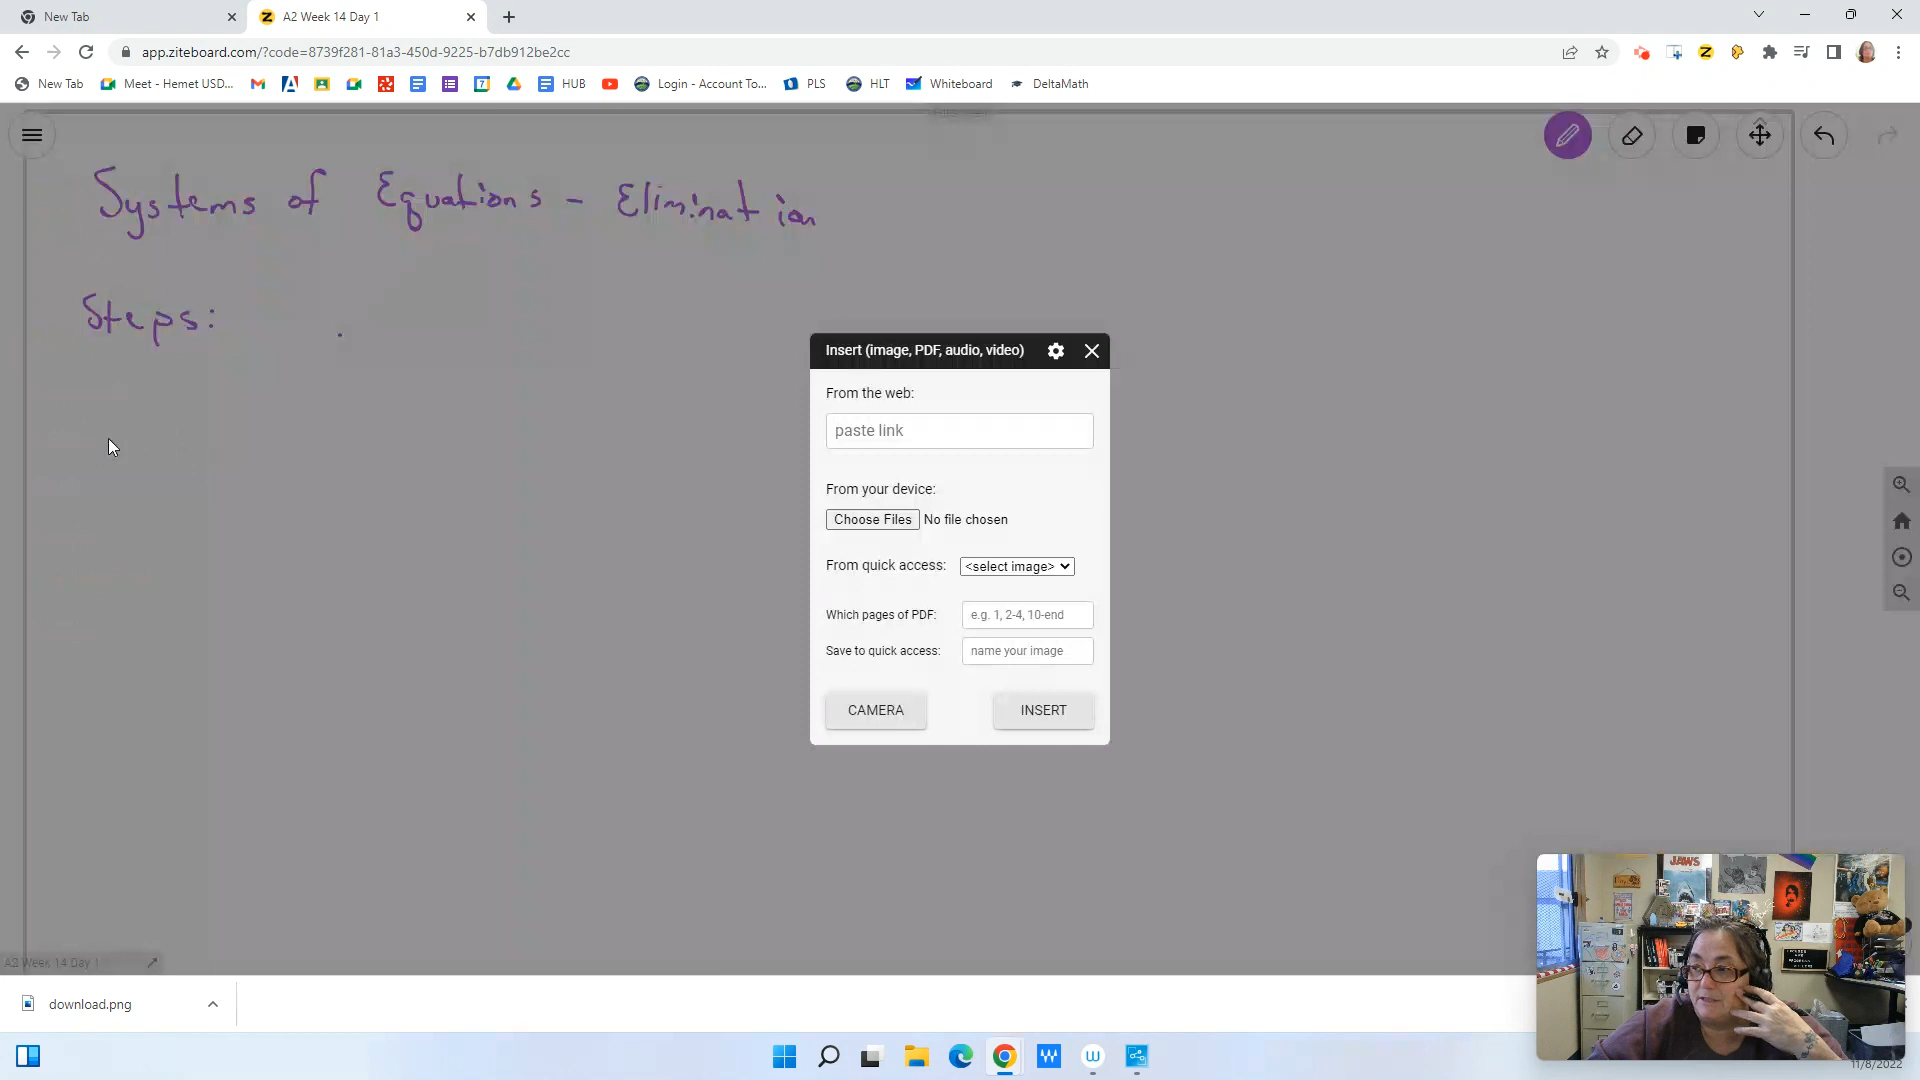 New Tab
A2 Week 14 Day 1
app.ziteboard.com/?code=8739f281-81a3-450d-9225-b7db912be2cc
New Tab
Meet - Hemet USD...
HUB
Login - Account To...
PLS
HLT
Whiteboard
DeltaMath
Systems of Equations - Elimination
Steps:
Insert (image, PDF, audio, video)
From the web:
paste link
From your device:
Choose Files No file chosen
From quick access: <select image>
Which pages of PDF: e.g. 1, 2-4, 10-end
Save to quick access: name your image
CAMERA
INSERT
JAWS
A2 Week 14 Day 1
download.png
11/8/2022